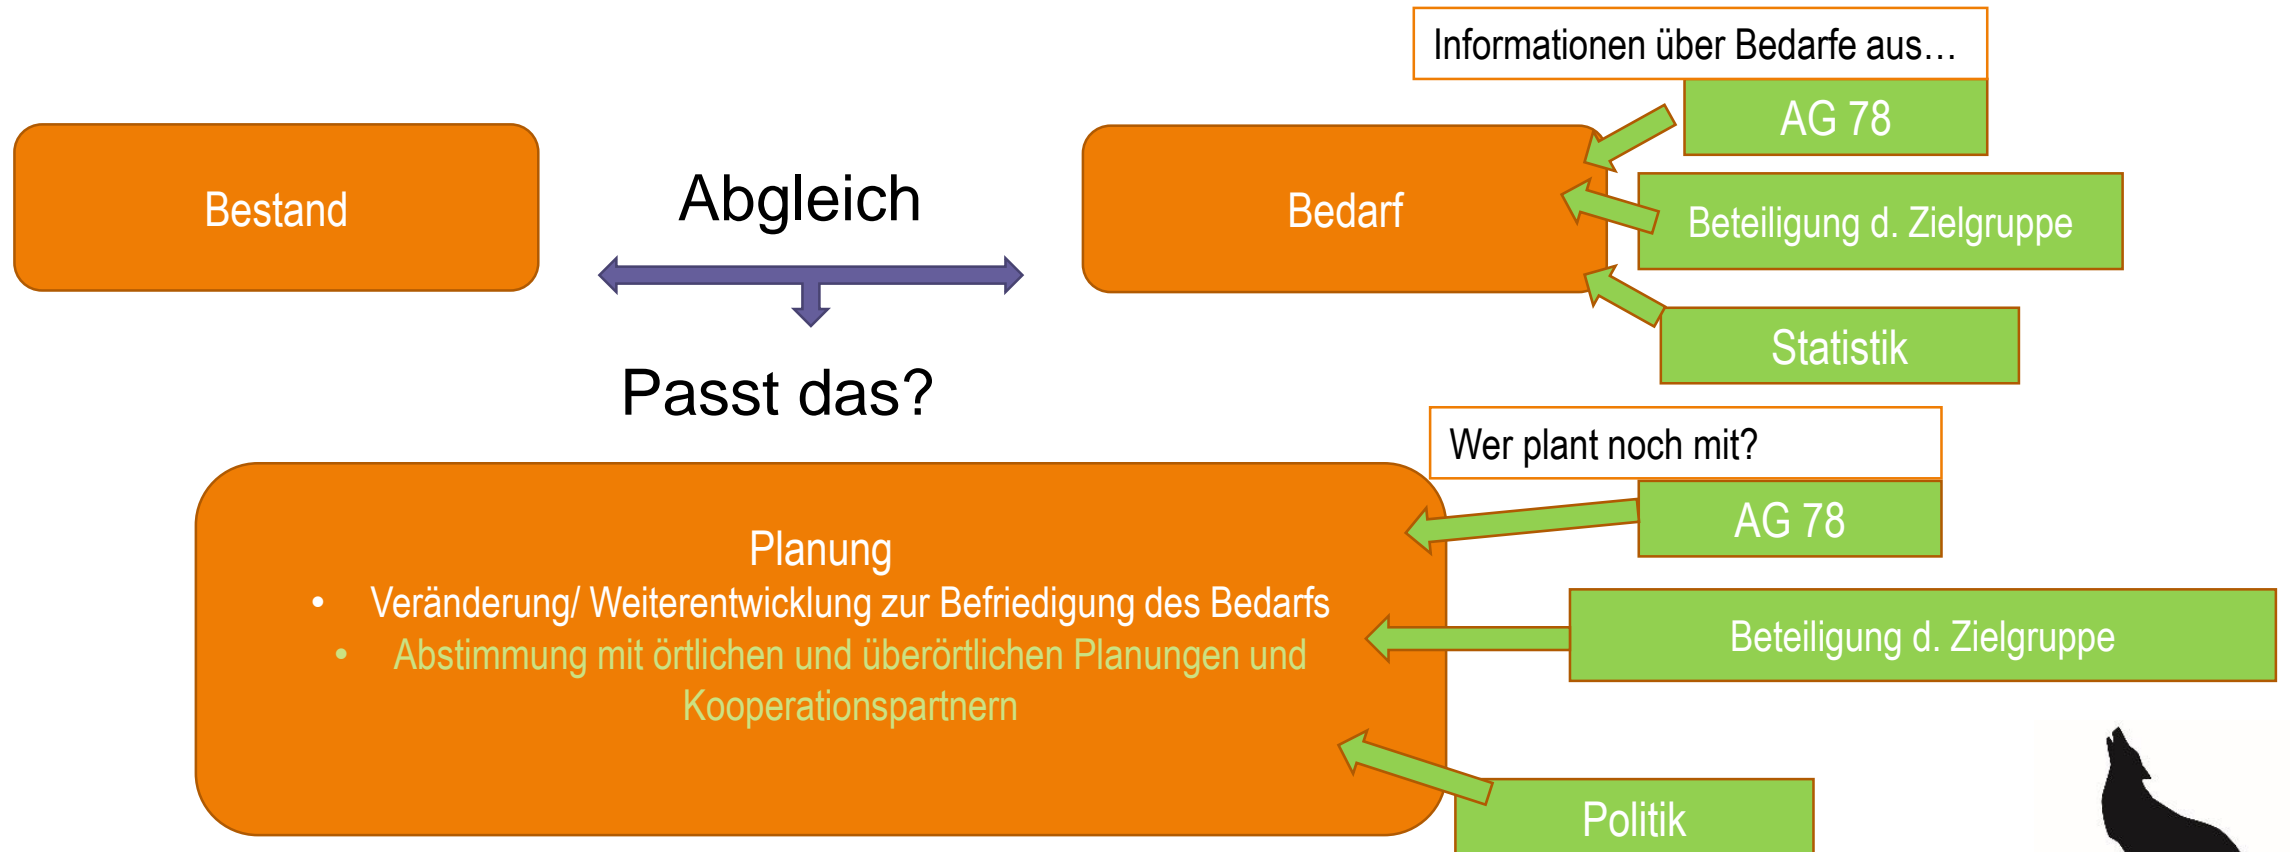 Informationen über Bedarfe aus…
AG 78
Bestand
Abgleich
Bedarf
Beteiligung d. Zielgruppe
Statistik
Passt das?
Wer plant noch mit?
AG 78
Planung
• Veränderung/ Weiterentwicklung zur Befriedigung des Bedarfs
• Abstimmung mit örtlichen und überörtlichen Planungen und
Kooperationspartnern
Beteiligung d. Zielgruppe
Politik